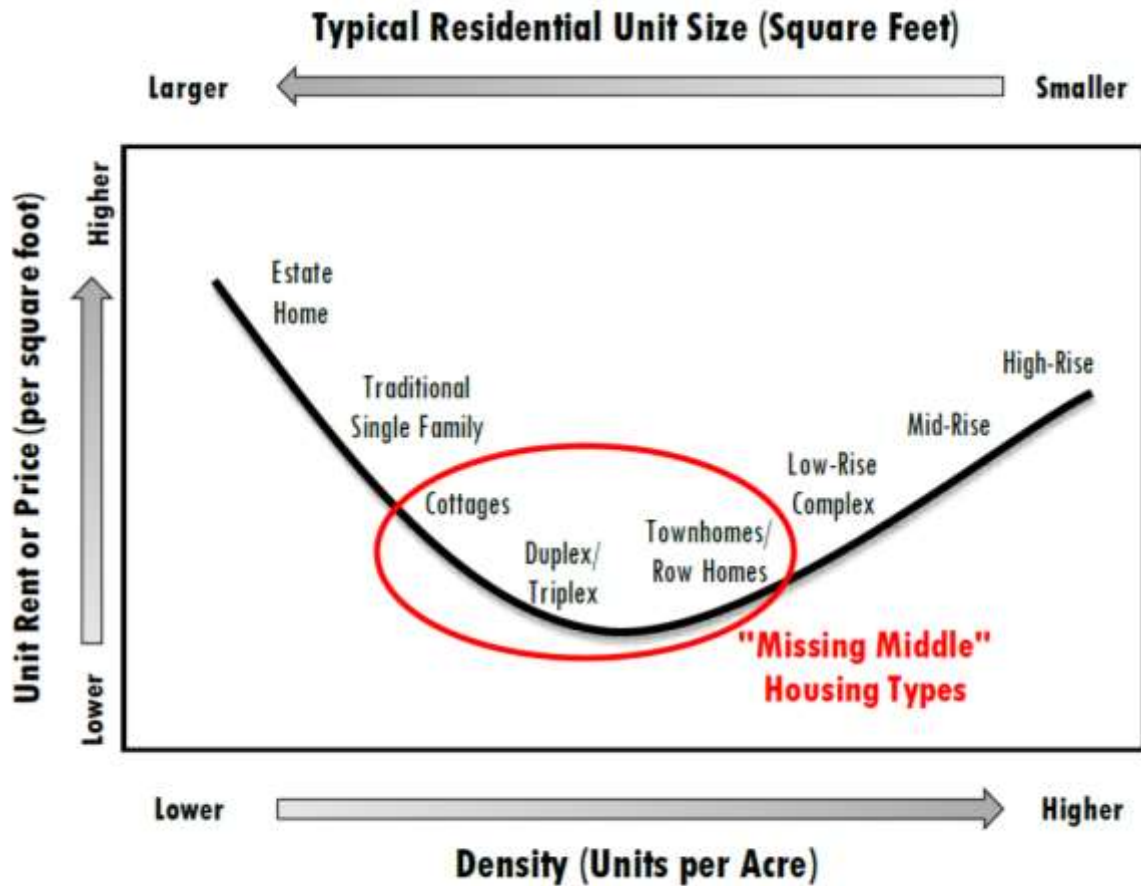 Typical Residential Unit Size (Square Feet)
Larger
Smaller
Unit Rent or Price (per square foot)
Higher
Lower
Estate
Home
Traditional
Single Family
Cottages
Duplex/
Triplex
Townhomes/
Row Homes
Low-Rise
Complex
Mid-Rise
High-Rise
"Missing Middle"
Housing Types
Lower
Higher
Density (Units per Acre)